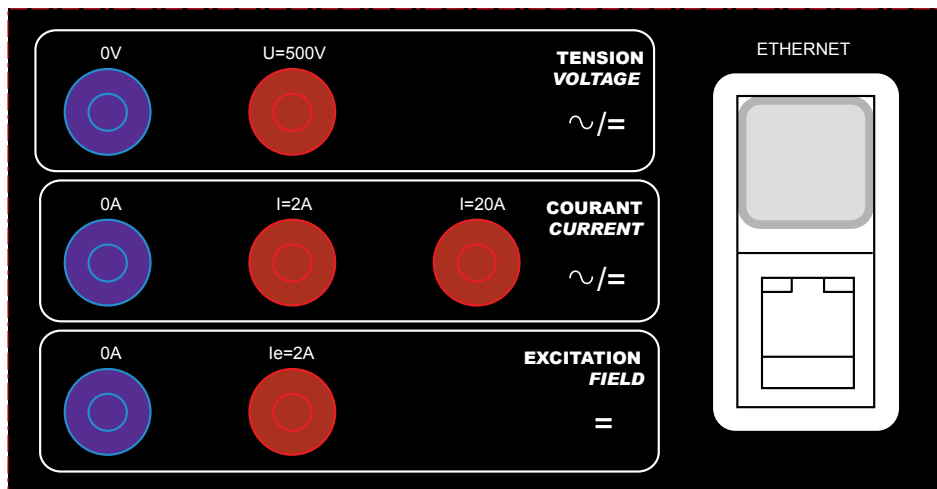 0V
U=500V
TENSION
VOLTAGE
∿/=
0A
I=2A
I=20A
COURANT
CURRENT
∿/=
0A
Ie=2A
EXCITATION
FIELD
=
ETHERNET